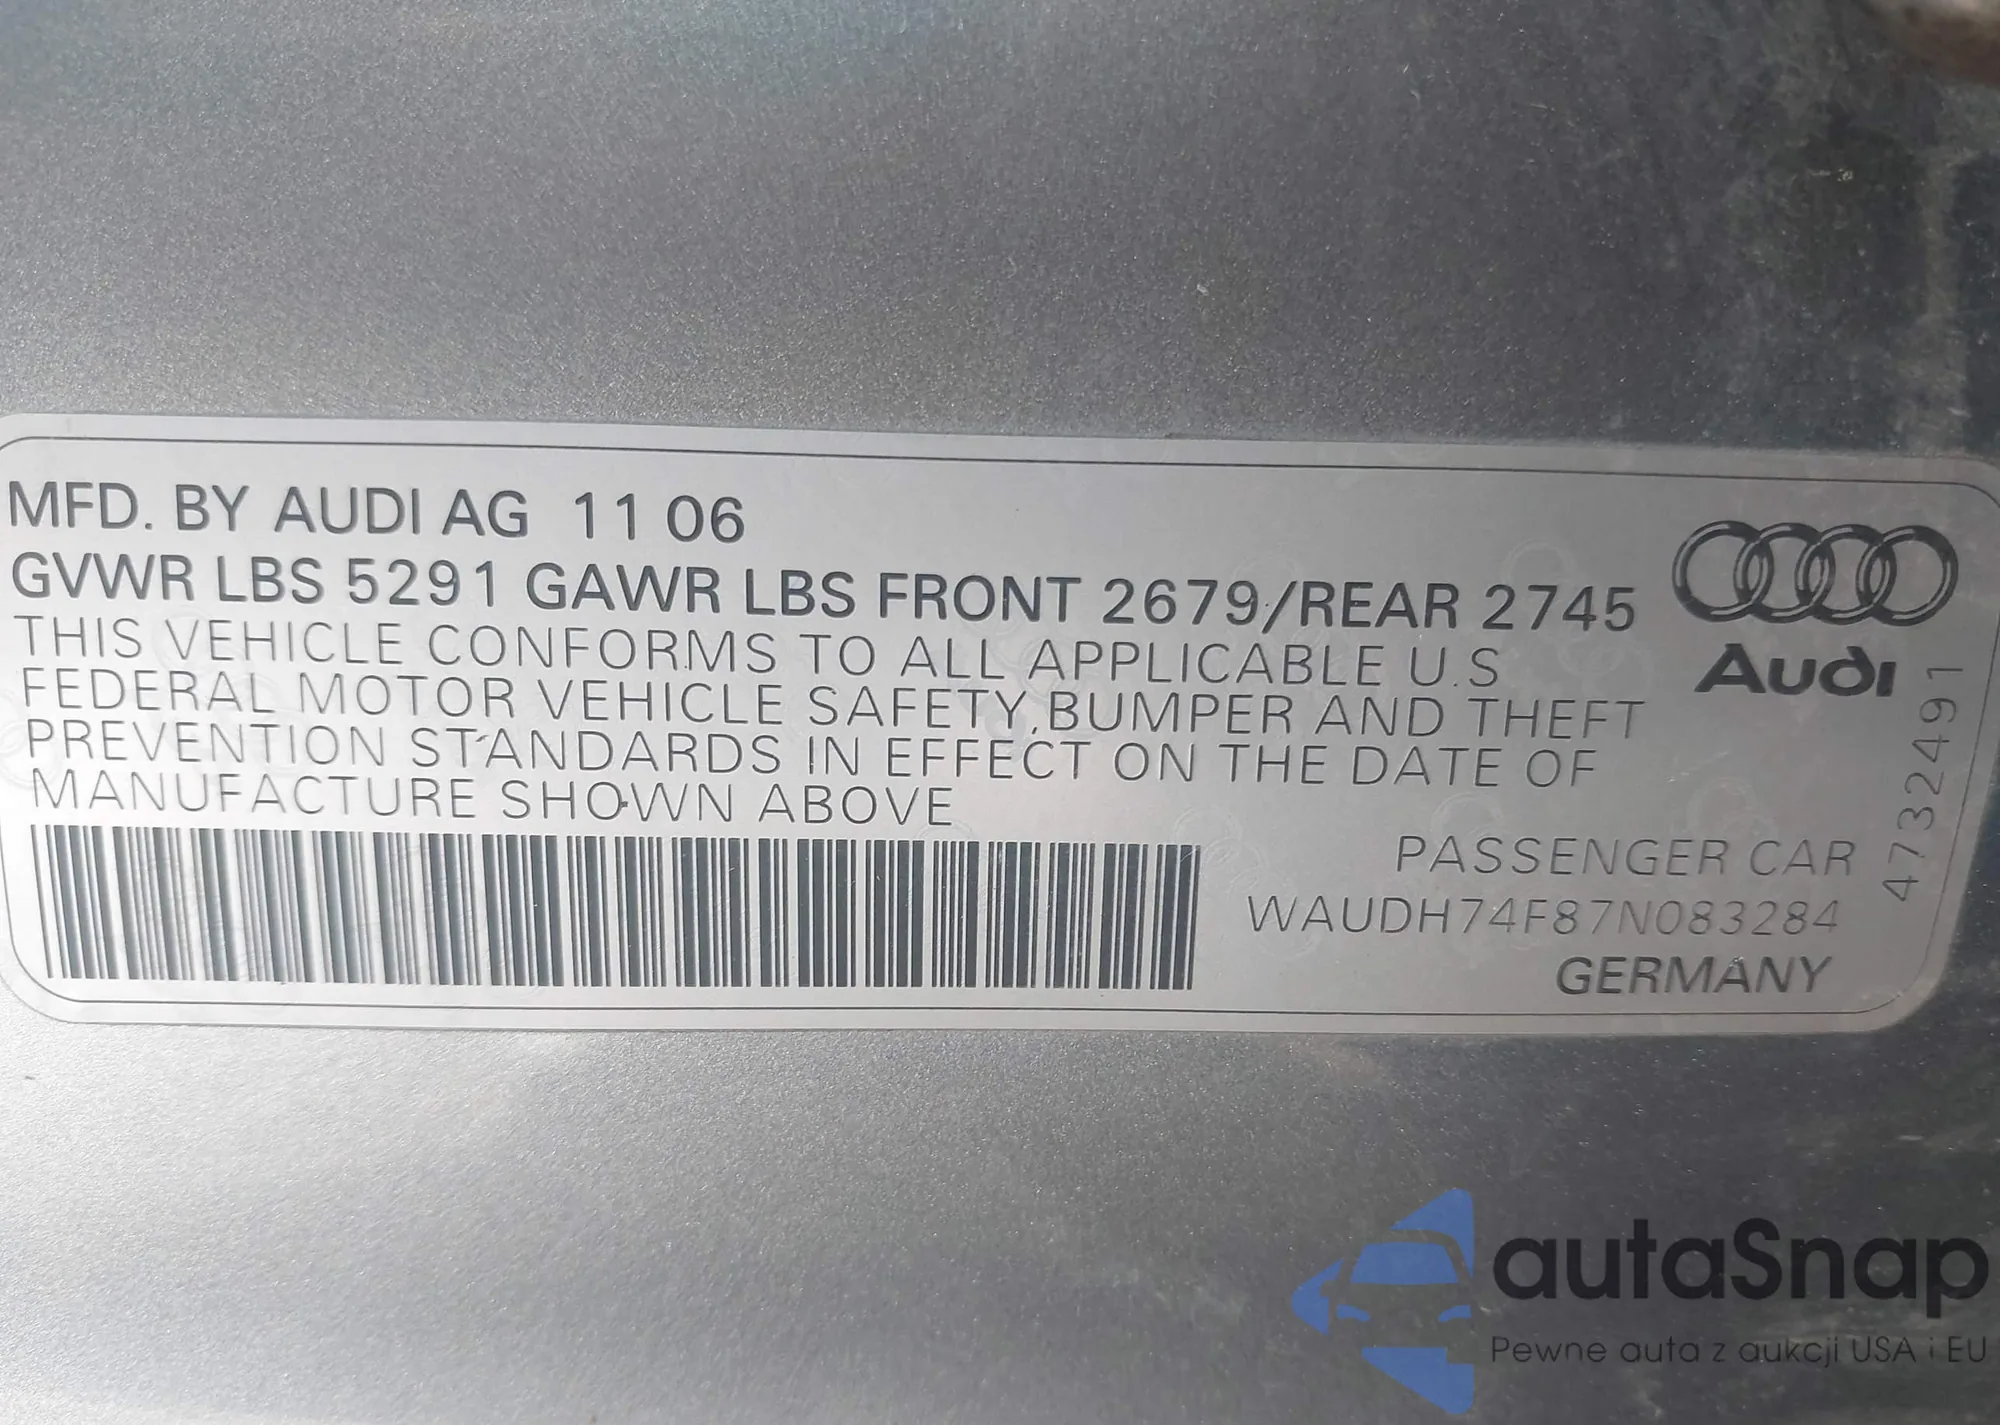 MFD. BY AUDI AG 11 06
GVWR LBS 5291 GAWR LBS FRONT 2679/REAR 2745
THIS VEHICLE CONFORMS TO ALL APPLICABLE U.S
FEDERAL MOTOR VEHICLE SAFETY,BUMPER AND THEFT
PREVENTION STANDARDS IN EFFECT ON THE DATE OF
MANUFACTURE SHOWN ABOVE
Audi
47324491
PASSENGER CAR
WAUDH74F87N083284
GERMANY
autaSnap
Pewne auta z aukcji USA i EU